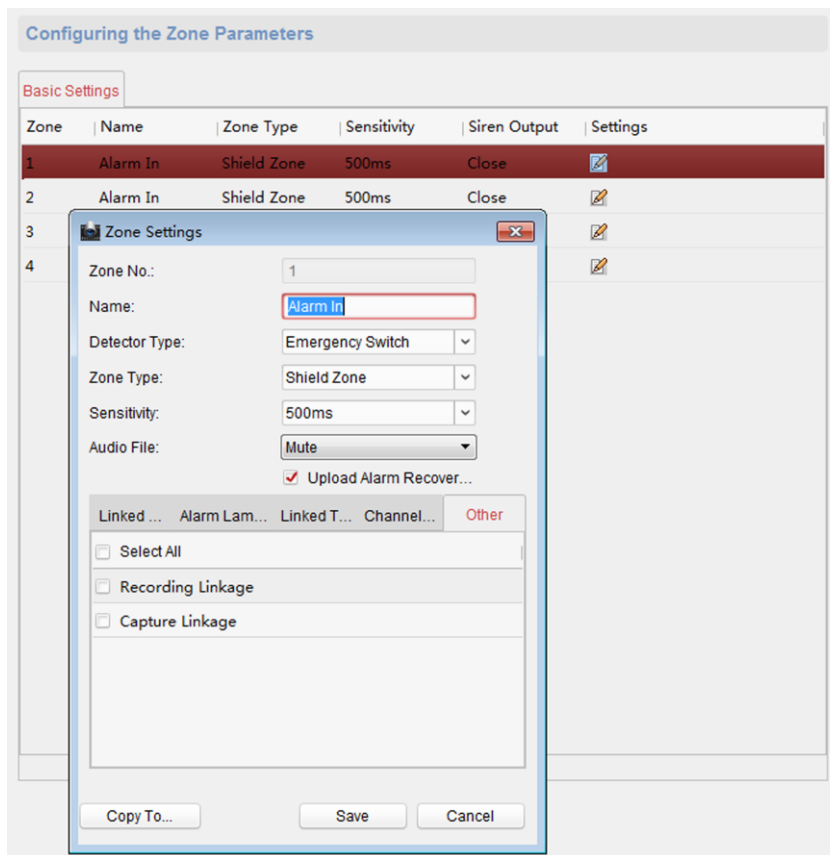 Configuring the Zone Parameters
Basic Settings
Zone Name Zone Type Sensitivity Siren Output Settings
1 Alarm In Shield Zone 500ms Close
2 Alarm In Shield Zone 500ms Close
3
4
Zone Settings
Zone No.: 1
Name: Alarm In
Detector Type: Emergency Switch
Zone Type: Shield Zone
Sensitivity: 500ms
Audio File: Mute
Upload Alarm Recover...
Linked ... Alarm Lam... Linked T... Channel... Other
Select All
Recording Linkage
Capture Linkage
Copy To... Save Cancel